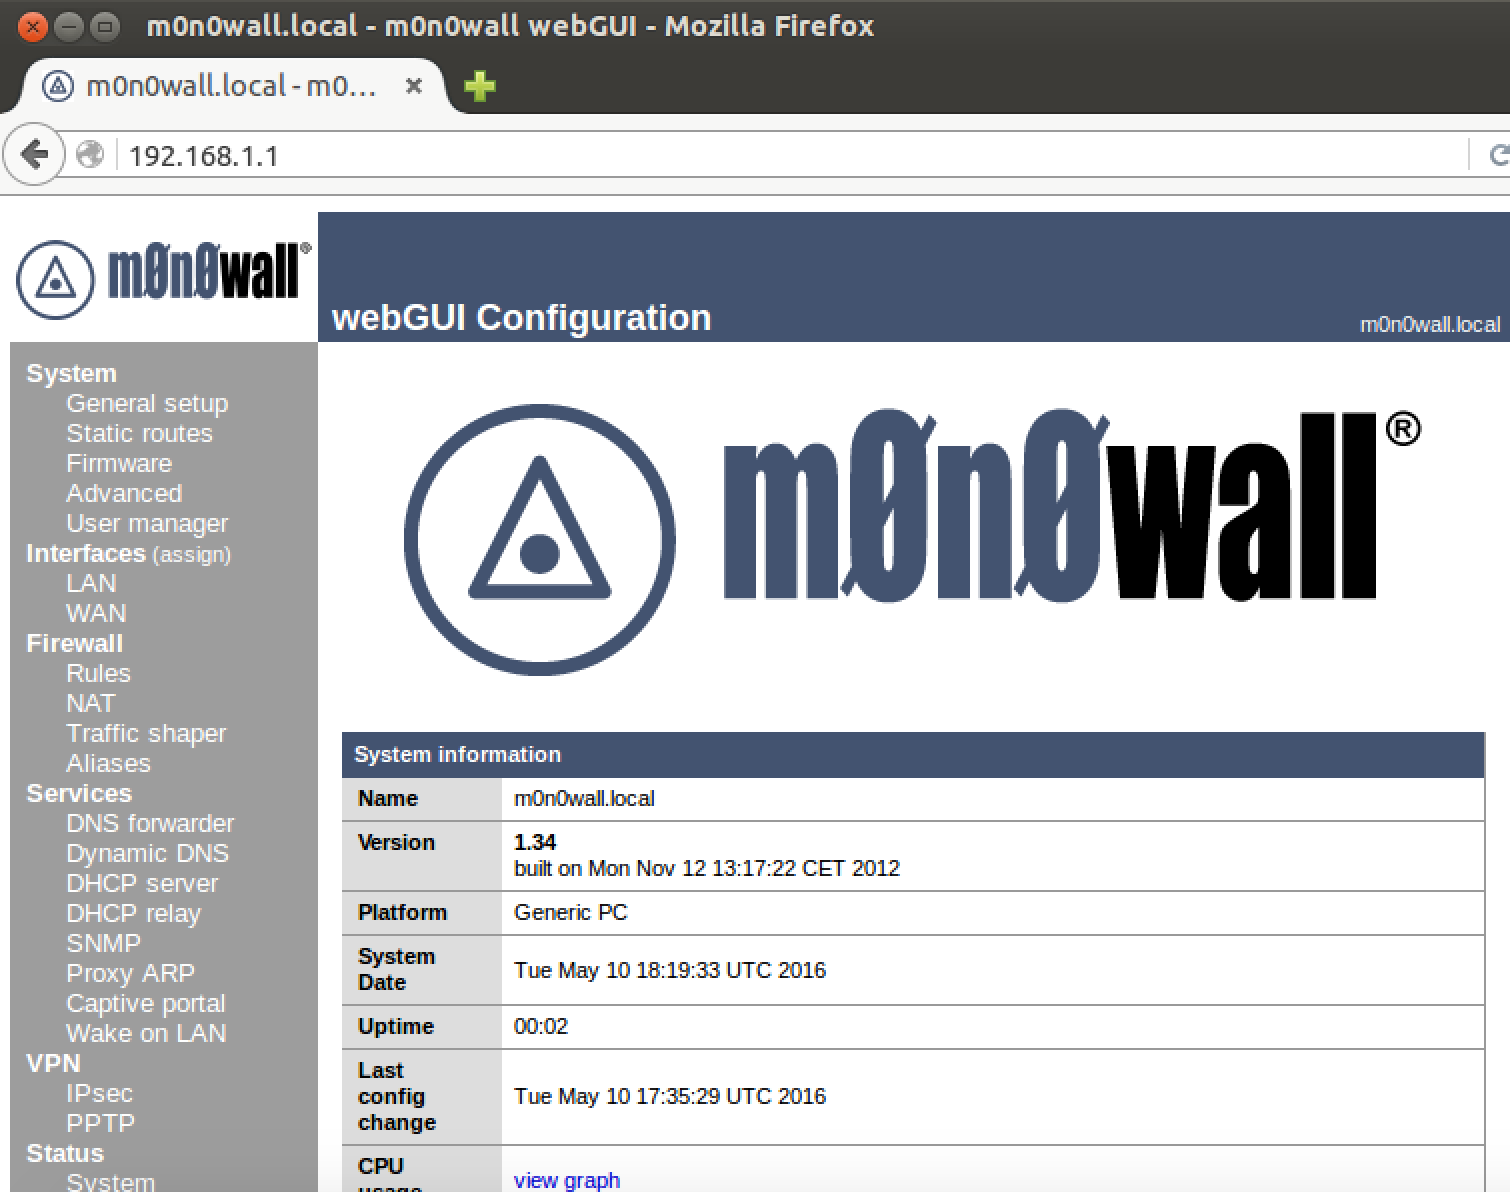 m0n0wall.local - m0n0wall webGUI - Mozilla Firefox
m0n0wall.local - m0...
192.168.1.1
m0n0wall®
webGUI Configuration
m0n0wall.local
System
General setup
Static routes
Firmware
Advanced
User manager
Interfaces (assign)
LAN
WAN
Firewall
Rules
NAT
Traffic shaper
Aliases
Services
DNS forwarder
Dynamic DNS
DHCP server
DHCP relay
SNMP
Proxy ARP
Captive portal
Wake on LAN
VPN
IPsec
PPTP
Status
System
m0n0wall®
System information
Name m0n0wall.local
Version 1.34
built on Mon Nov 12 13:17:22 CET 2012
Platform Generic PC
System
Date Tue May 10 18:19:33 UTC 2016
Uptime 00:02
Last
config
change Tue May 10 17:35:29 UTC 2016
CPU
usage view graph